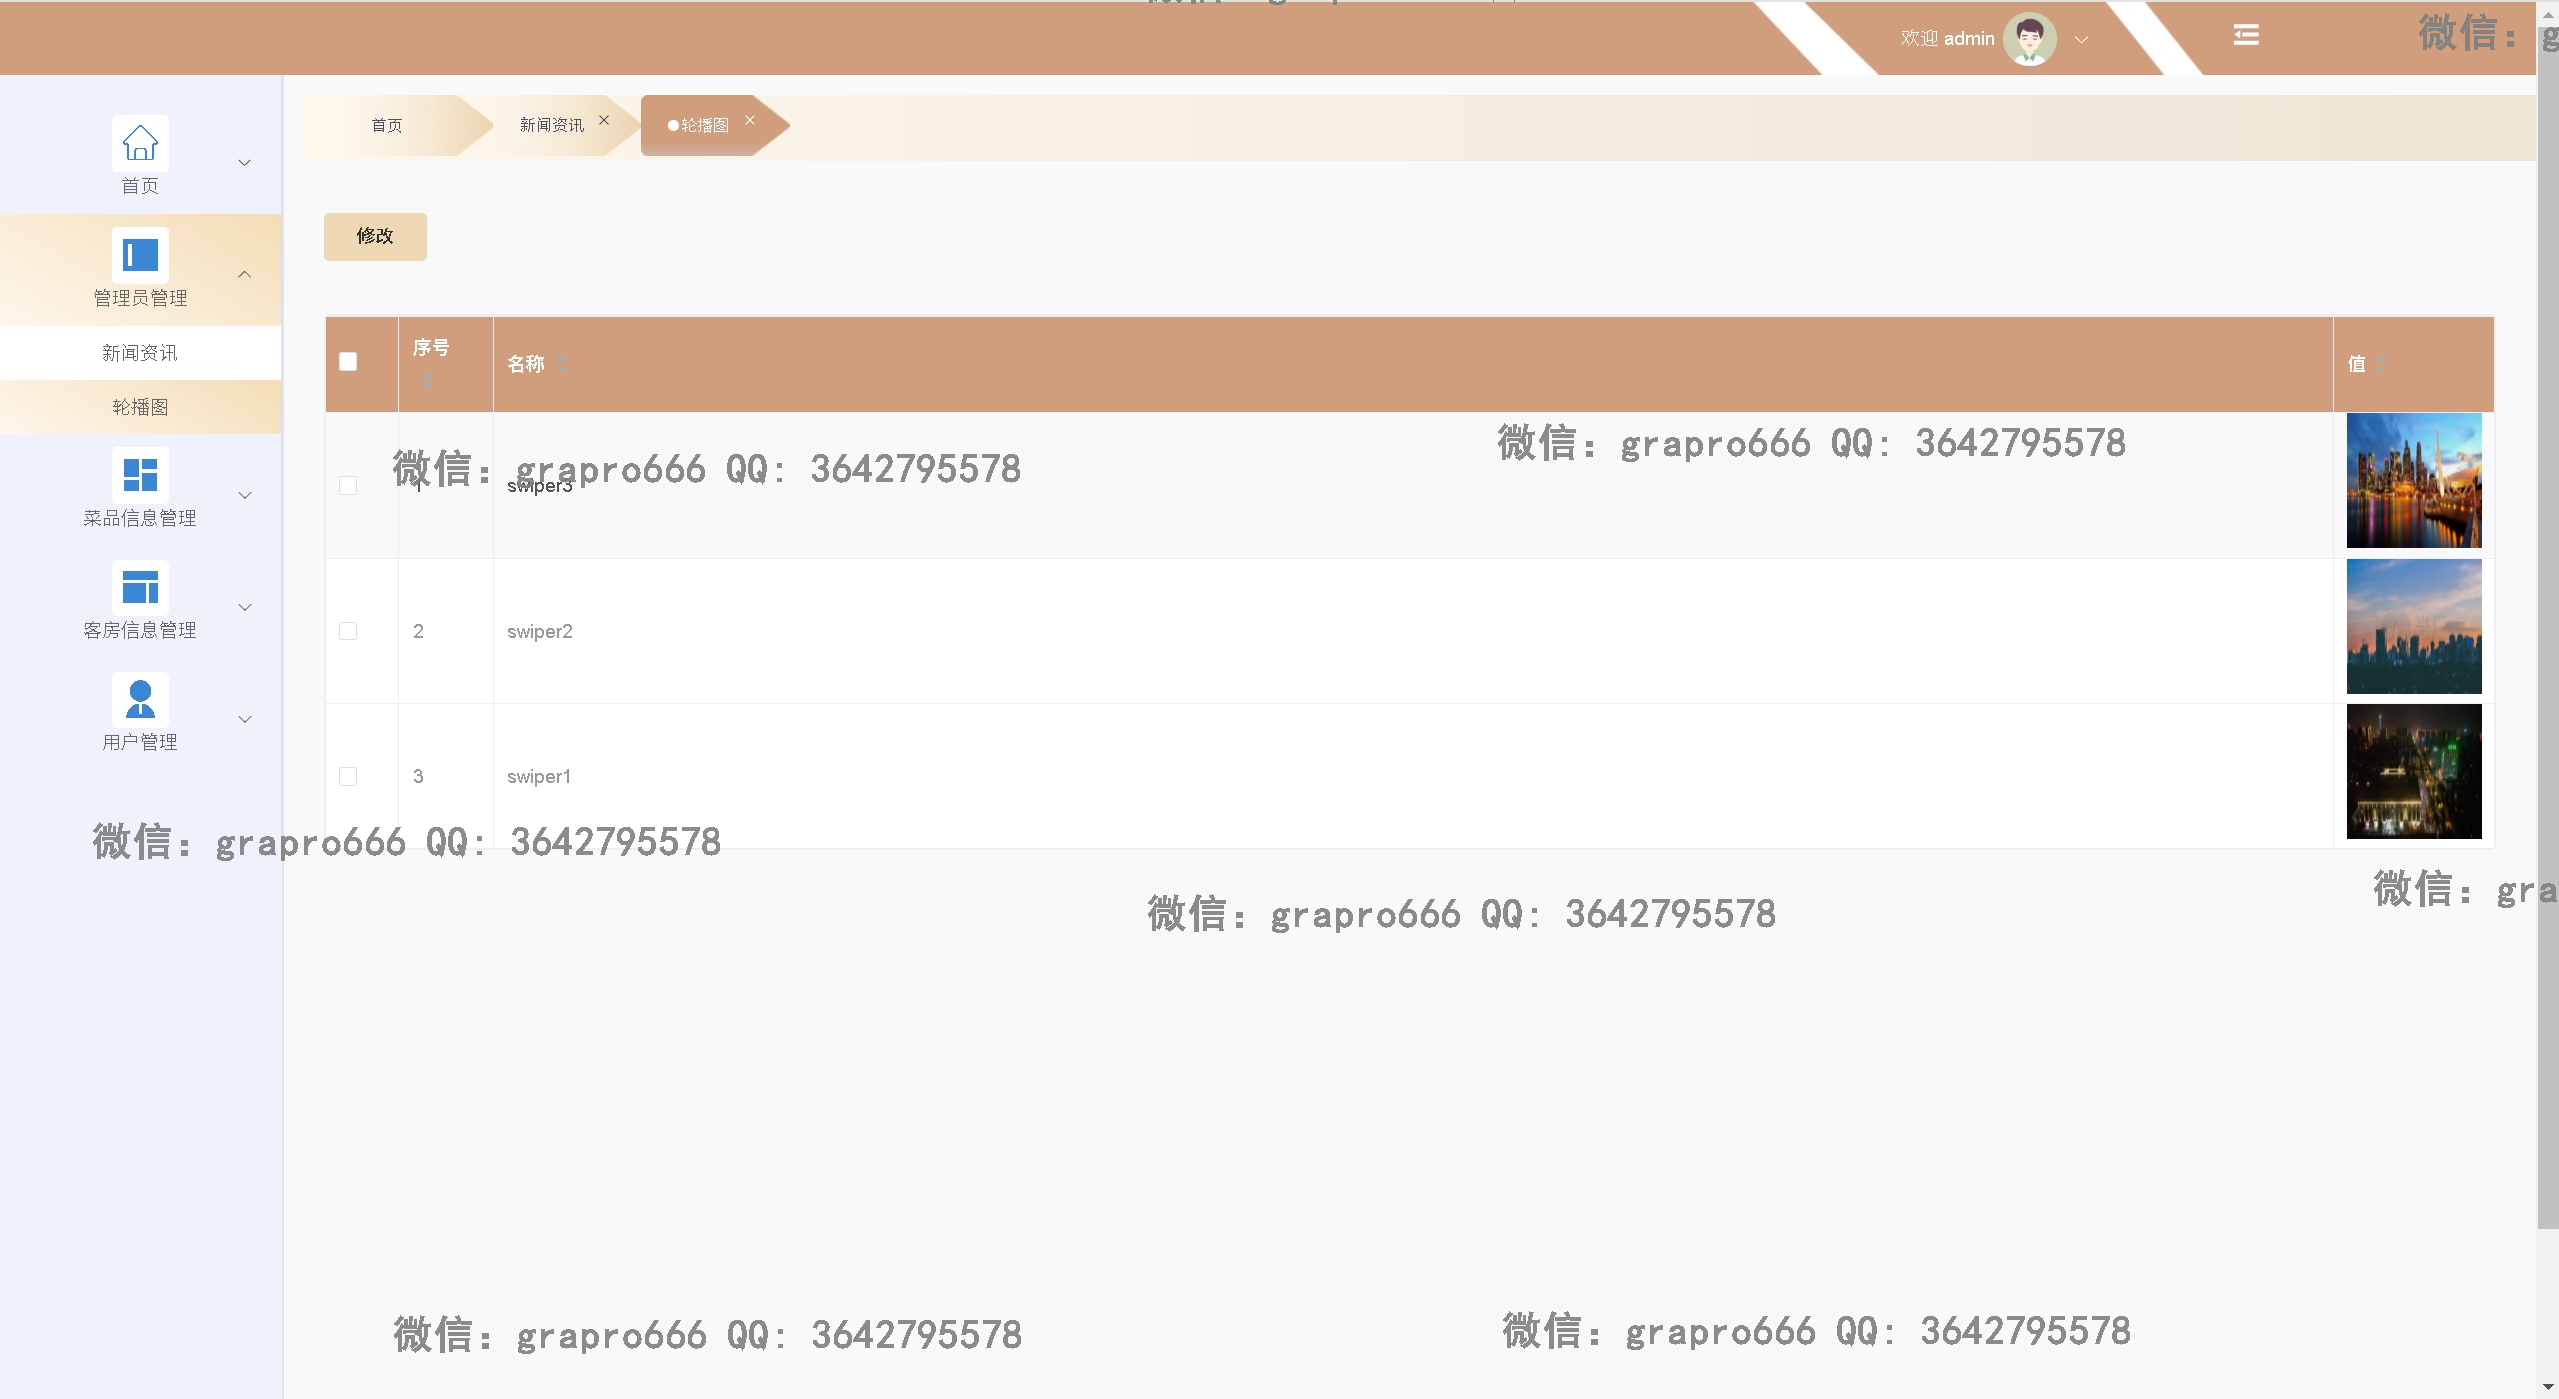 欢迎 admin
微信: g
首页
新闻资讯
轮播图
首页
管理员管理
新闻资讯
轮播图
菜品信息管理
客房信息管理
用户管理
修改
序号
名称
值
1
swiper3
2
swiper2
3
swiper1
微信: grapro666 QQ: 3642795578
微信: grapro666 QQ: 3642795578
微信: grapro666 QQ: 3642795578
微信: gra
微信: grapro666 QQ: 3642795578
微信: grapro666 QQ: 3642795578
微信: grapro666 QQ: 3642795578